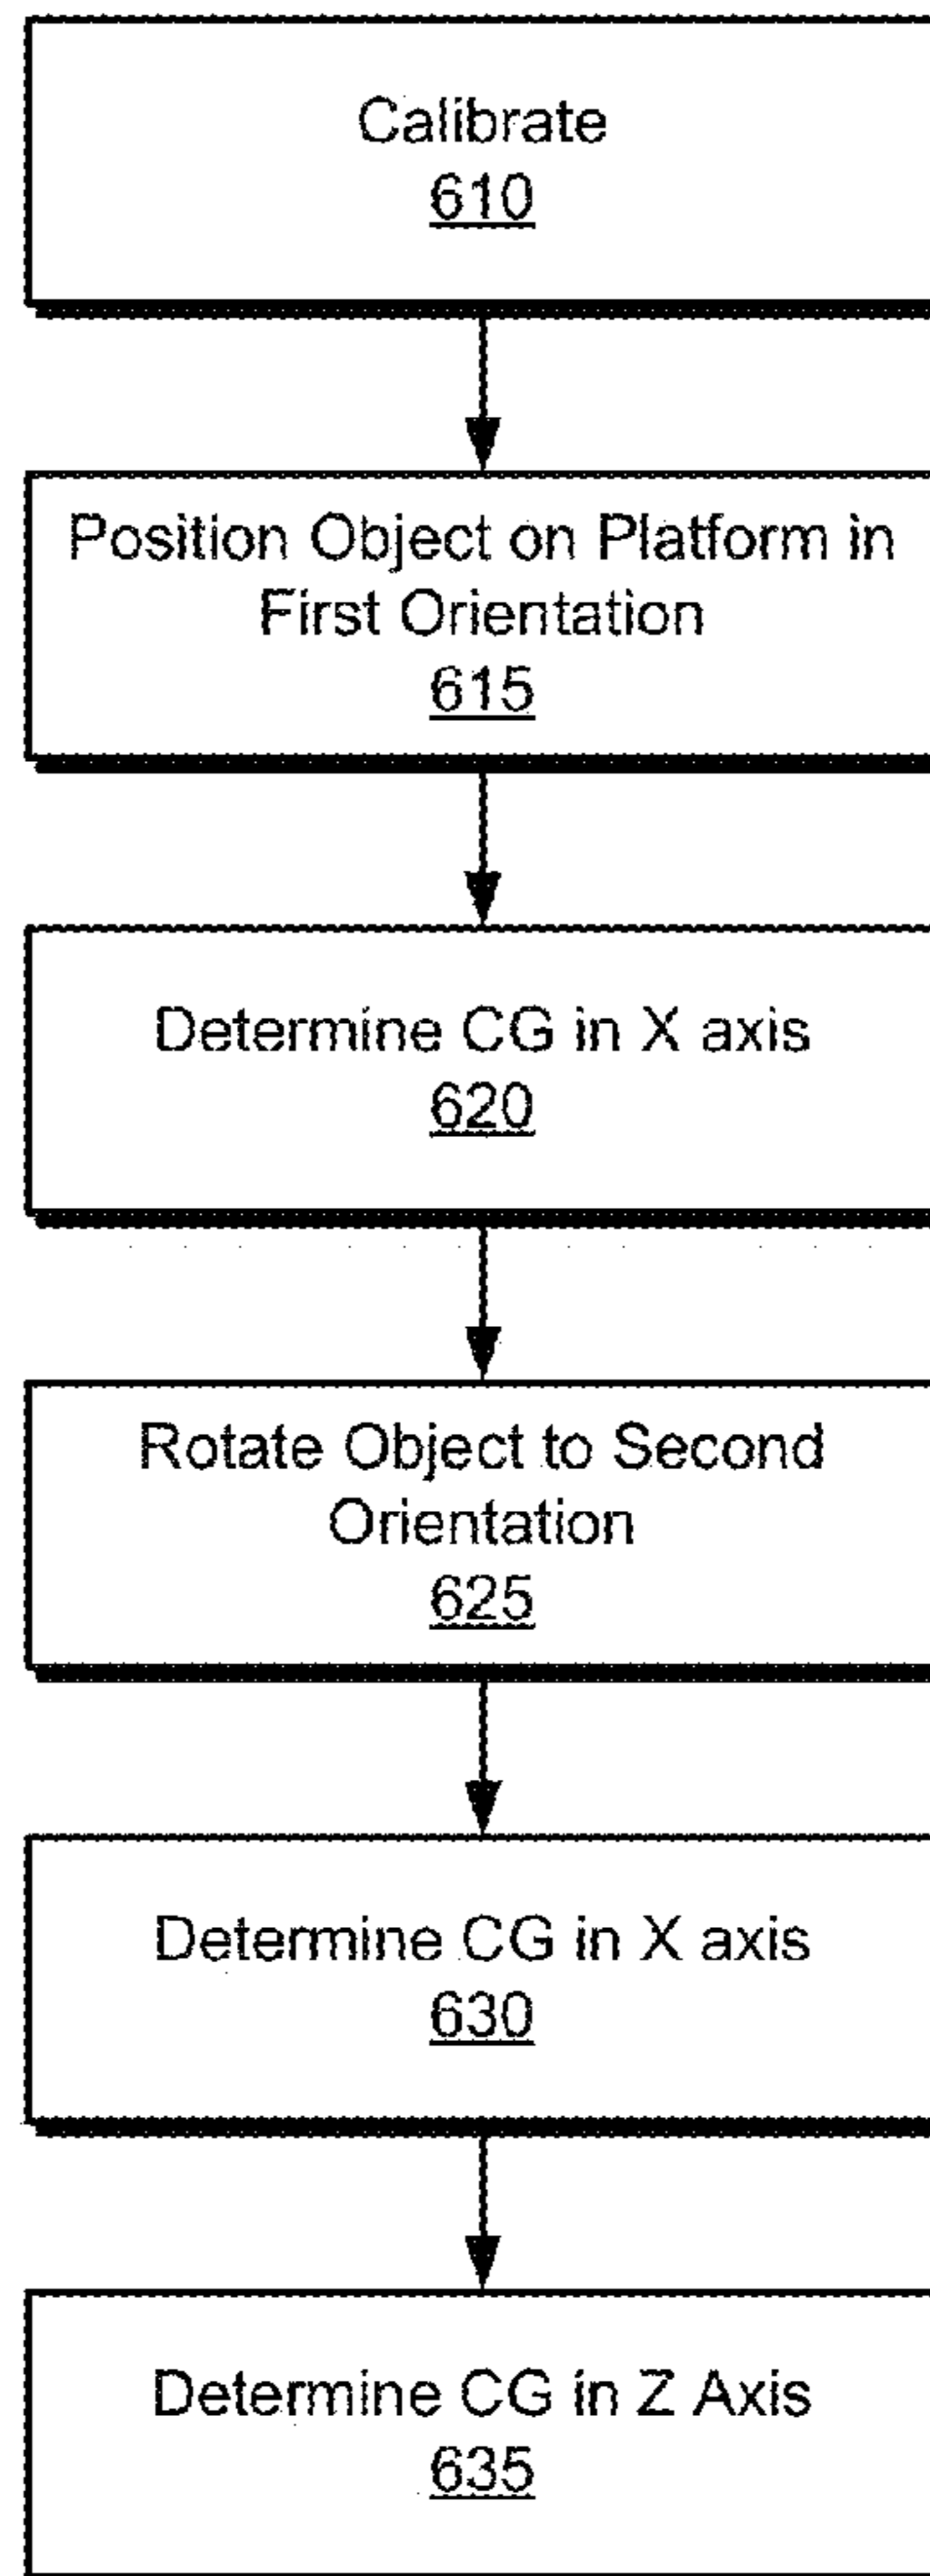 Calibrate
610
Position Object on Platform in
First Orientation
615
Determine CG in X axis
620
Rotate Object to Second
Orientation
625
Determine CG in X axis
630
Determine CG in Z Axis
635